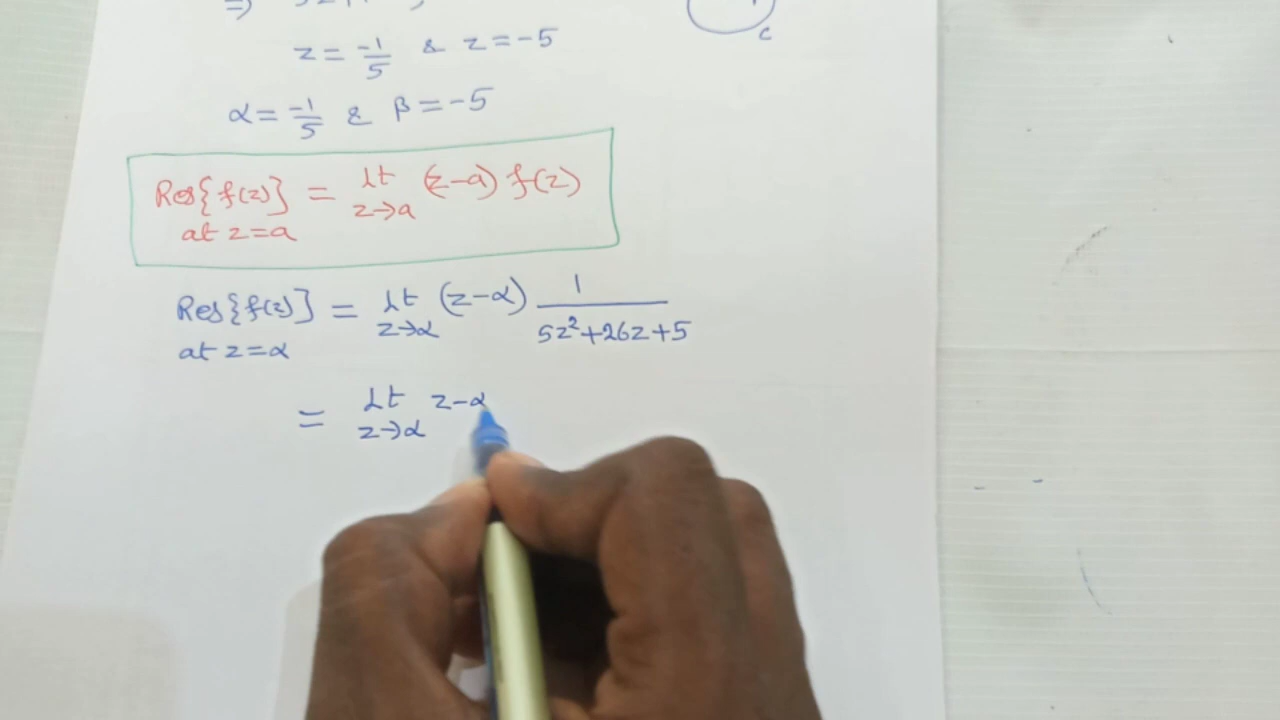 z = -1/5 & z = -5
α = -1/5 & β = -5
Res{f(z)} = lt z→a (z-a) f(z)
at z=a
Res{f(z)} = lt z→α (z-α) 1/(5z²+26z+5)
at z=α
= lt z→α z-α
c